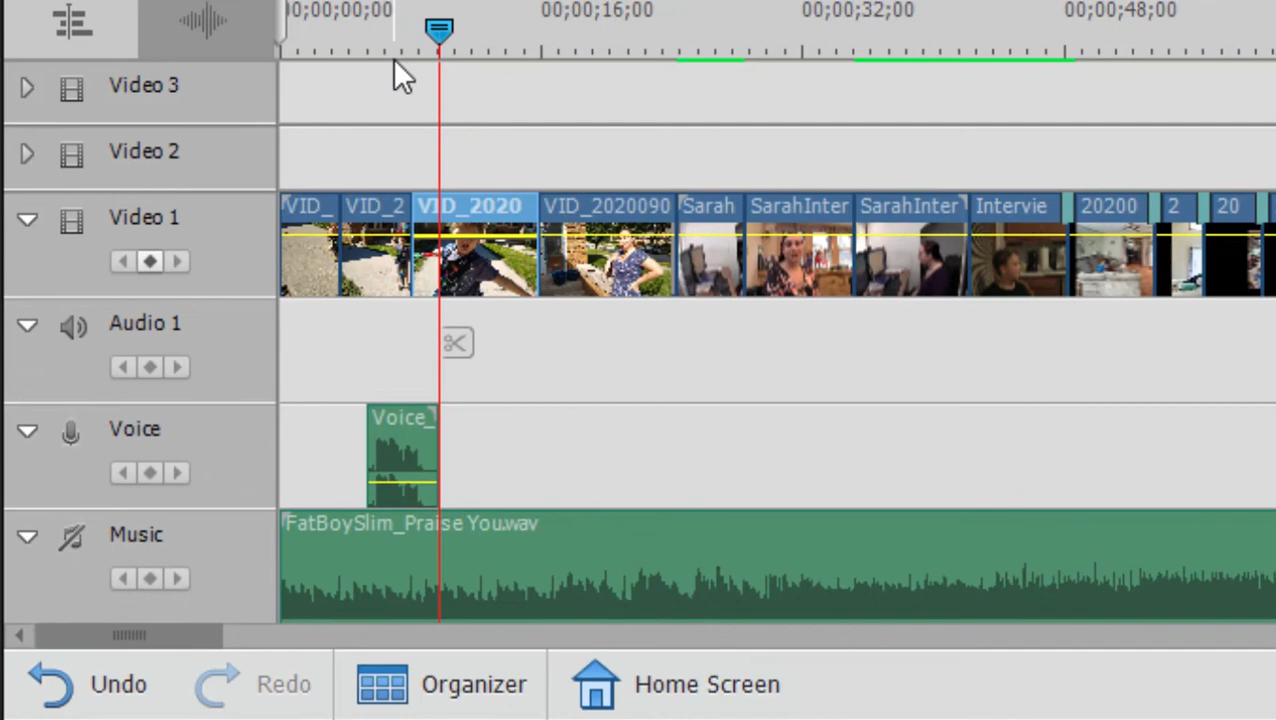 00;00;00;00 00;00;16;00 00;00;32;00 00;00;48;00
Video 3
Video 2
Video 1
VID_ VID_2 VID_2020 VID_2020090 Sarah SarahInter SarahInter Intervie 20200 2 20
Audio 1
Voice
Voice_
Music
FatBoySlim_Praise You.wav
Undo Redo Organizer Home Screen